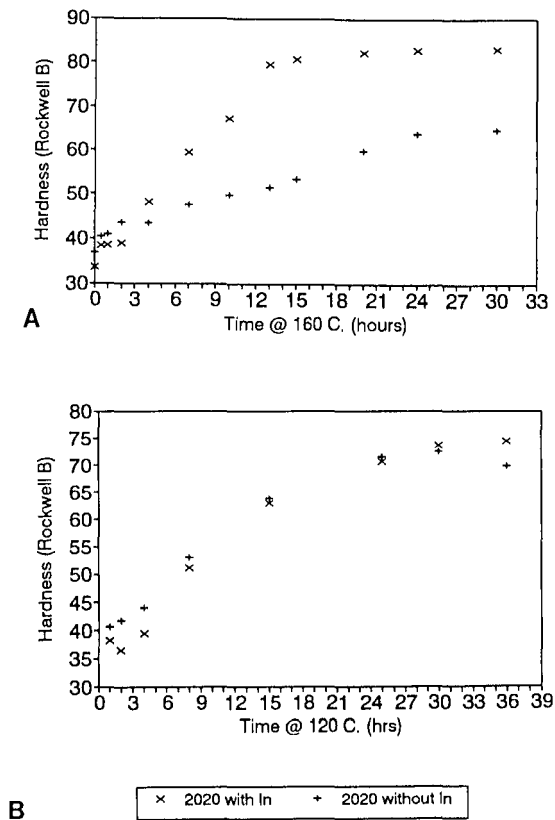 90
80
70
60
50
40
30
Hardness (Rockwell B)
0 3 6 9 12 15 18 21 24 27 30 33
Time @ 160 C. (hours)
A
80
75
70
65
60
55
50
45
40
35
30
Hardness (Rockwell B)
0 3 6 9 12 15 18 21 24 27 30 33 36 39
Time @ 120 C. (hrs)
B
× 2020 with In + 2020 without In